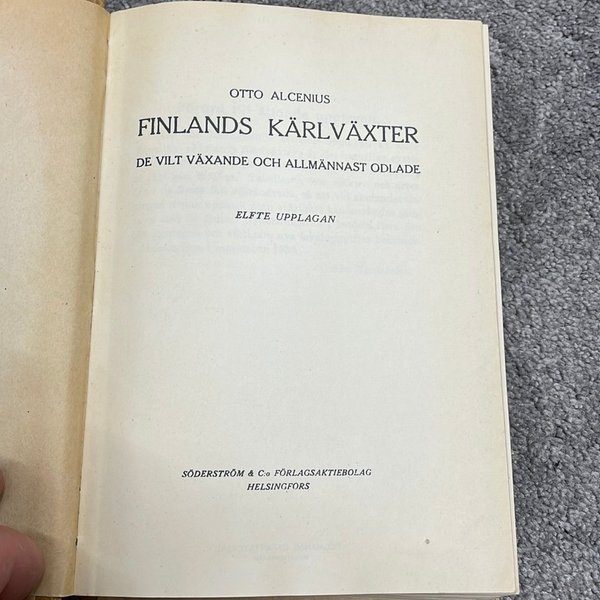 OTTO ALCENIUS
FINLANDS KÄRLVÄXTER
DE VILT VÄXANDE OCH ALLMÄNNAST ODLADE
ELFTE UPPLAGAN
SÖDERSTRÖM & C:o FÖRLAGSAKTIEBOLAG
HELSINGFORS